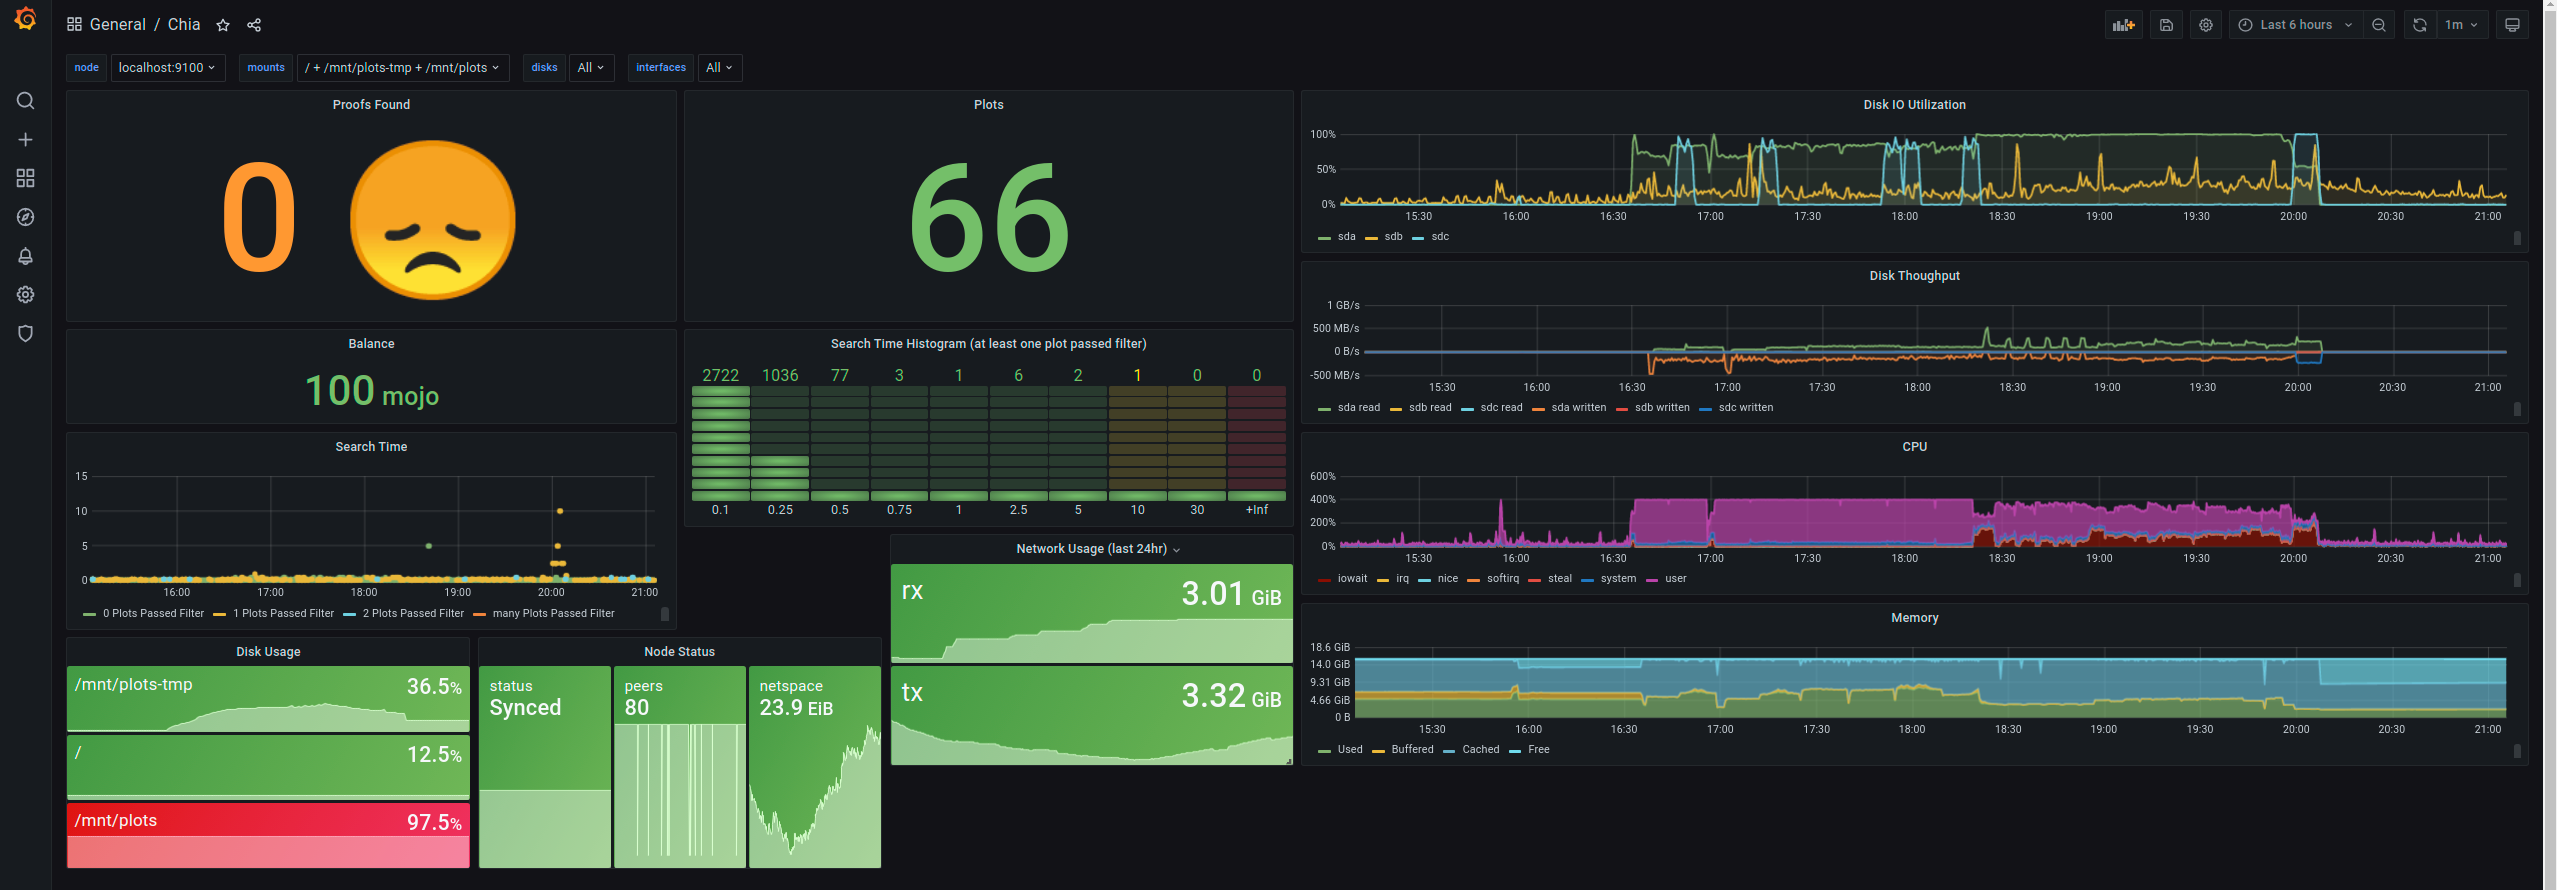 General / Chia
Last 6 hours
1m
node localhost:9100 mounts / + /mnt/plots-tmp + /mnt/plots disks All interfaces All
Proofs Found
0
Plots
66
Balance
100 mojo
Search Time
15
10
5
0
16:00 17:00 18:00 19:00 20:00 21:00
0 Plots Passed Filter 1 Plots Passed Filter 2 Plots Passed Filter many Plots Passed Filter
Search Time Histogram (at least one plot passed filter)
2722 1036 77 3 1 6 2 1 0 0
0.1 0.25 0.5 0.75 1 2.5 5 10 30 +Inf
Disk Usage
/mnt/plots-tmp 36.5%
/ 12.5%
/mnt/plots 97.5%
Node Status
status
Synced
peers
80
netspace
23.9 EiB
Network Usage (last 24hr)
rx 3.01 GiB
tx 3.32 GiB
Disk IO Utilization
100%
50%
0%
15:30 16:00 16:30 17:00 17:30 18:00 18:30 19:00 19:30 20:00 20:30 21:00
sda sdb sdc
Disk Thoughput
1 GB/s
500 MB/s
0 B/s
-500 MB/s
15:30 16:00 16:30 17:00 17:30 18:00 18:30 19:00 19:30 20:00 20:30 21:00
sda read sdb read sdc read sda written sdb written sdc written
CPU
600%
400%
200%
0%
15:30 16:00 16:30 17:00 17:30 18:00 18:30 19:00 19:30 20:00 20:30 21:00
iowait irq nice softirq steal system user
Memory
18.6 GiB
14.0 GiB
9.31 GiB
4.66 GiB
0 B
15:30 16:00 16:30 17:00 17:30 18:00 18:30 19:00 19:30 20:00 20:30 21:00
Used Buffered Cached Free